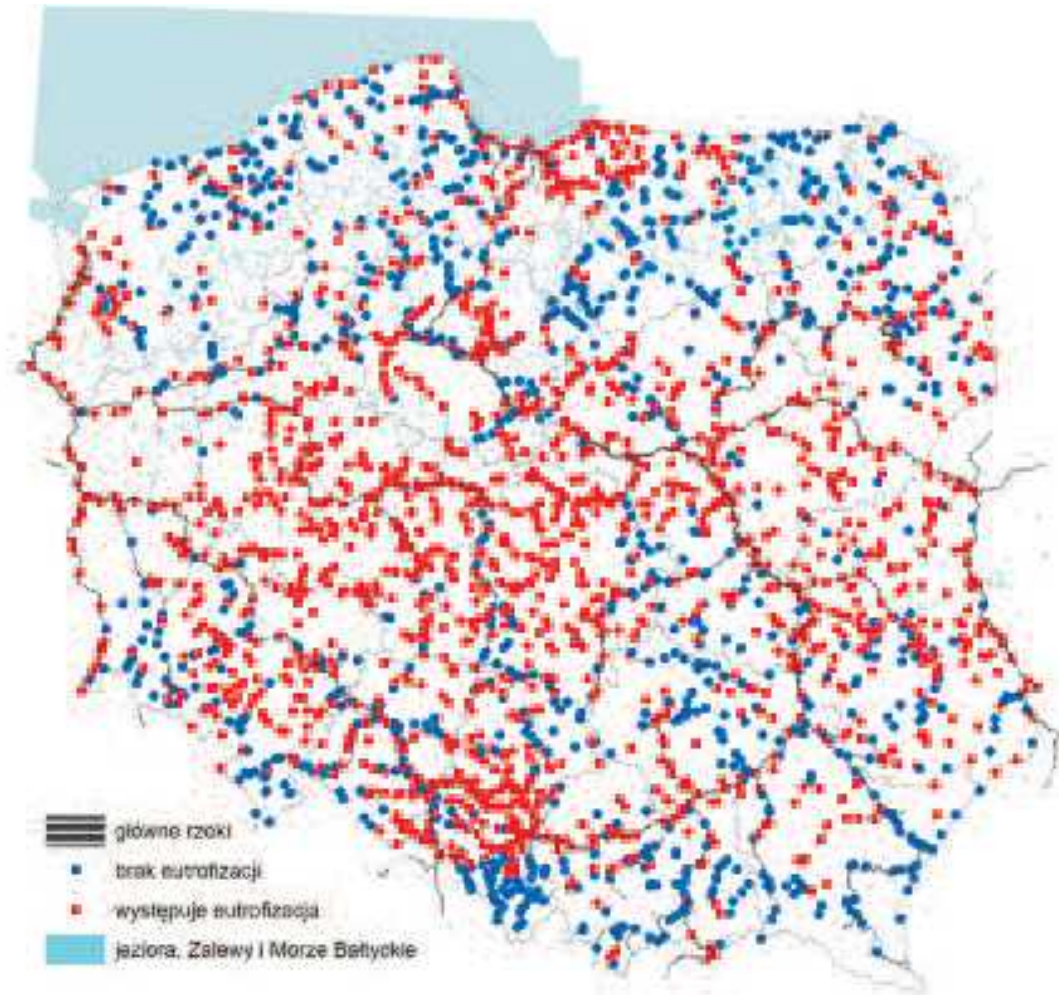 główne rzeki
brak eutrofizacji
występuje eutrofizacja
jeziora, Zalewy i Morze Bałtyckie